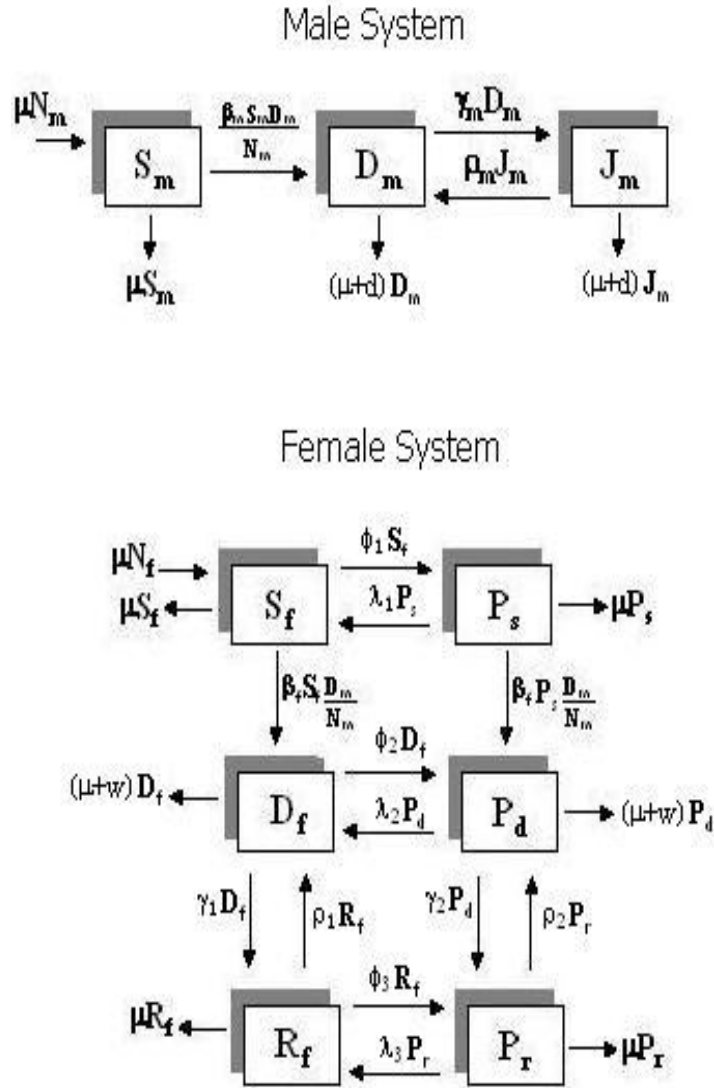 Male System
μN_m
β_m S_m D_m / N_m
γ_m D_m
S_m
D_m
ρ_m J_m
J_m
μS_m
(μ+d) D_m
(μ+d) J_m
Female System
μN_f
ϕ_1 S_f
μS_f
S_f
λ_1 P_s
P_s
μP_s
β_f S_f D_m / N_m
β_f P_s D_m / N_m
ϕ_2 D_f
(μ+w) D_f
D_f
λ_2 P_d
P_d
(μ+w) P_d
γ_1 D_f
ρ_1 R_f
γ_2 P_d
ρ_2 P_r
ϕ_3 R_f
μR_f
R_f
λ_3 P_r
P_r
μP_r